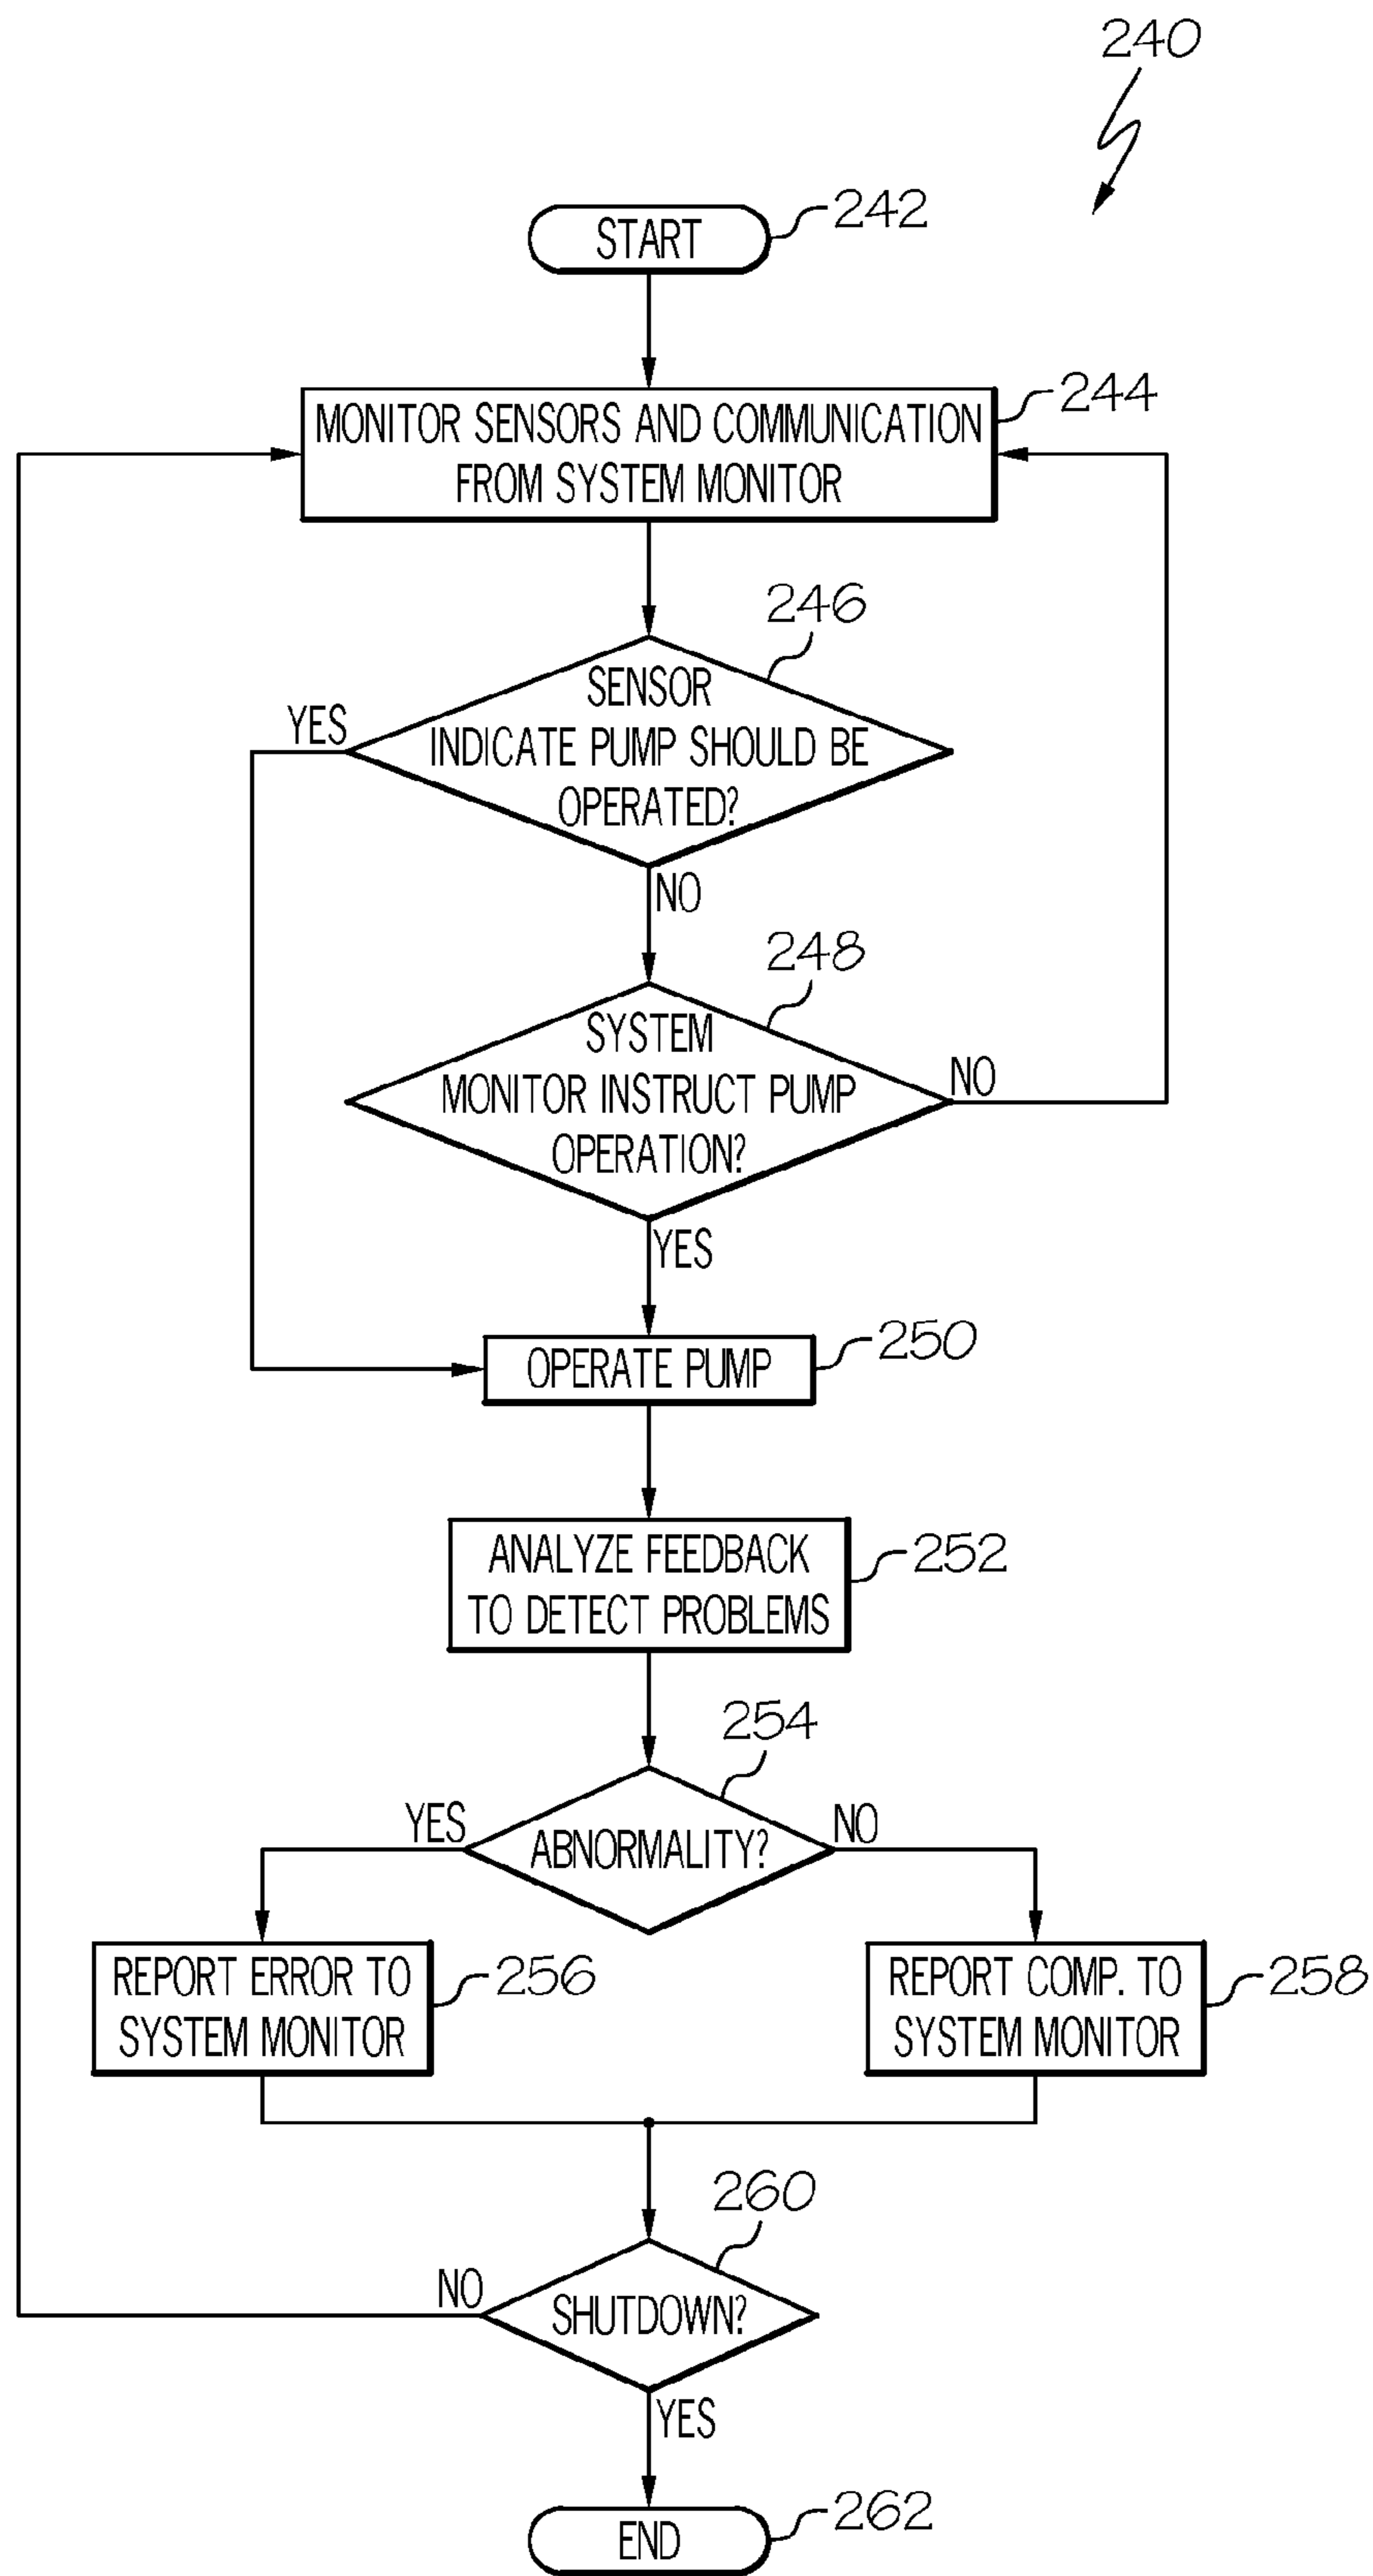 240
START
242
MONITOR SENSORS AND COMMUNICATION
FROM SYSTEM MONITOR
244
246
SENSOR
INDICATE PUMP SHOULD BE
OPERATED?
YES
NO
248
SYSTEM
MONITOR INSTRUCT PUMP
OPERATION?
NO
YES
OPERATE PUMP
250
ANALYZE FEEDBACK
TO DETECT PROBLEMS
252
254
ABNORMALITY?
YES
NO
REPORT ERROR TO
SYSTEM MONITOR
256
REPORT COMP. TO
SYSTEM MONITOR
258
260
SHUTDOWN?
NO
YES
END
262